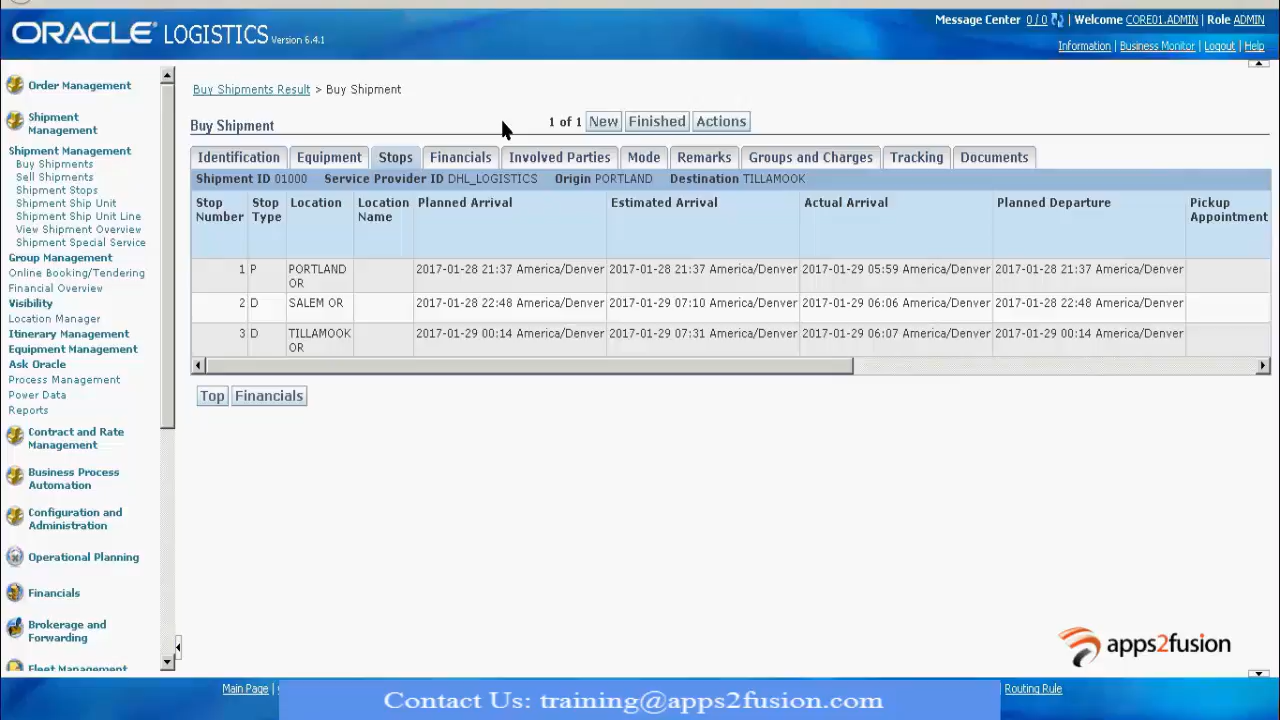 Message Center 0 / 0 | Welcome CORE01.ADMIN | Role ADMIN
ORACLE LOGISTICS Version 6.4.1
Information | Business Monitor | Logout | Help
Order Management
Shipment
Management
Shipment Management
Buy Shipments
Sell Shipments
Shipment Stops
Shipment Ship Unit
Shipment Ship Unit Line
View Shipment Overview
Shipment Special Service
Group Management
Online Booking/Tendering
Financial Overview
Visibility
Location Manager
Itinerary Management
Equipment Management
Ask Oracle
Process Management
Power Data
Reports
Contract and Rate
Management
Business Process
Automation
Configuration and
Administration
Operational Planning
Financials
Brokerage and
Forwarding
Fleet Management
Buy Shipments Result > Buy Shipment
Buy Shipment 1 of 1 New Finished Actions
Identification Equipment Stops Financials Involved Parties Mode Remarks Groups and Charges Tracking Documents
Shipment ID 01000 Service Provider ID DHL_LOGISTICS Origin PORTLAND Destination TILLAMOOK
Stop Stop Location Location Planned Arrival Estimated Arrival Actual Arrival Planned Departure Pickup
Number Type Name Appointment
1 P PORTLAND 2017-01-28 21:37 America/Denver 2017-01-28 21:37 America/Denver 2017-01-29 05:59 America/Denver 2017-01-28 21:37 America/Denver
OR
2 D SALEM OR 2017-01-28 22:48 America/Denver 2017-01-29 07:10 America/Denver 2017-01-29 06:06 America/Denver 2017-01-28 22:48 America/Denver
3 D TILLAMOOK 2017-01-29 00:14 America/Denver 2017-01-29 07:31 America/Denver 2017-01-29 06:07 America/Denver 2017-01-29 00:14 America/Denver
OR
Top Financials
apps2fusion
Main Page | Routing Rule
Contact Us: training@apps2fusion.com